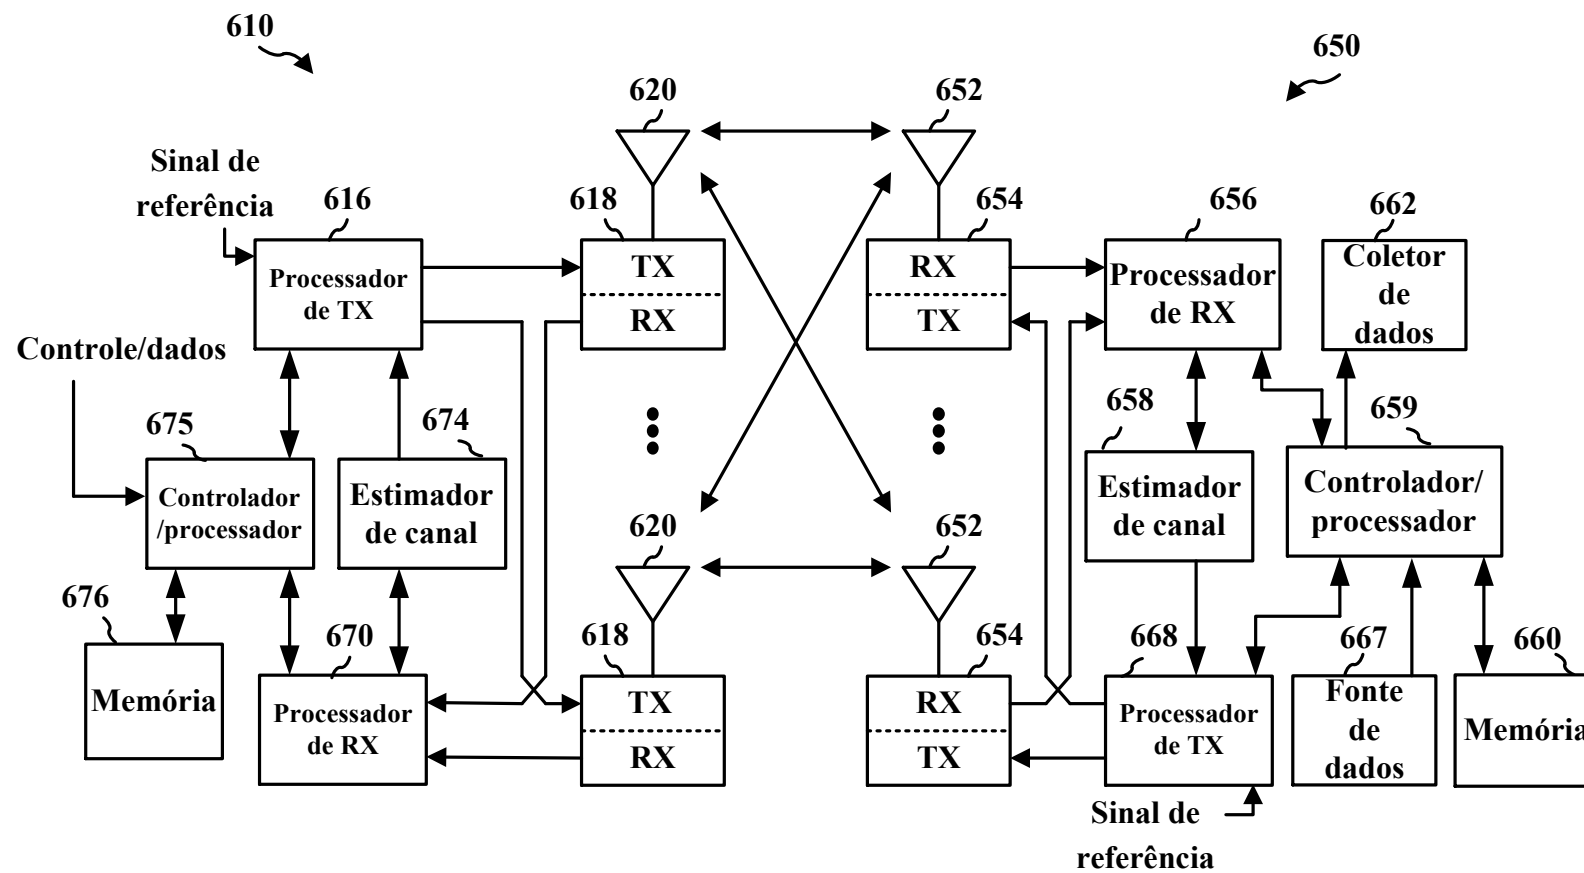 610
650
620
652
Sinal de
referência
616
618
654
656
662
Processador
de TX
TX
RX
RX
TX
Processador
de RX
Coletor
de
dados
Controle/dados
675
674
658
659
Controlador
/processador
Estimador
de canal
Estimador
de canal
Controlador/
processador
620
652
676
670
618
654
668
667
660
Memória
Processador
de RX
TX
RX
RX
TX
Processador
de TX
Fonte
de
dados
Memória
Sinal de
referência